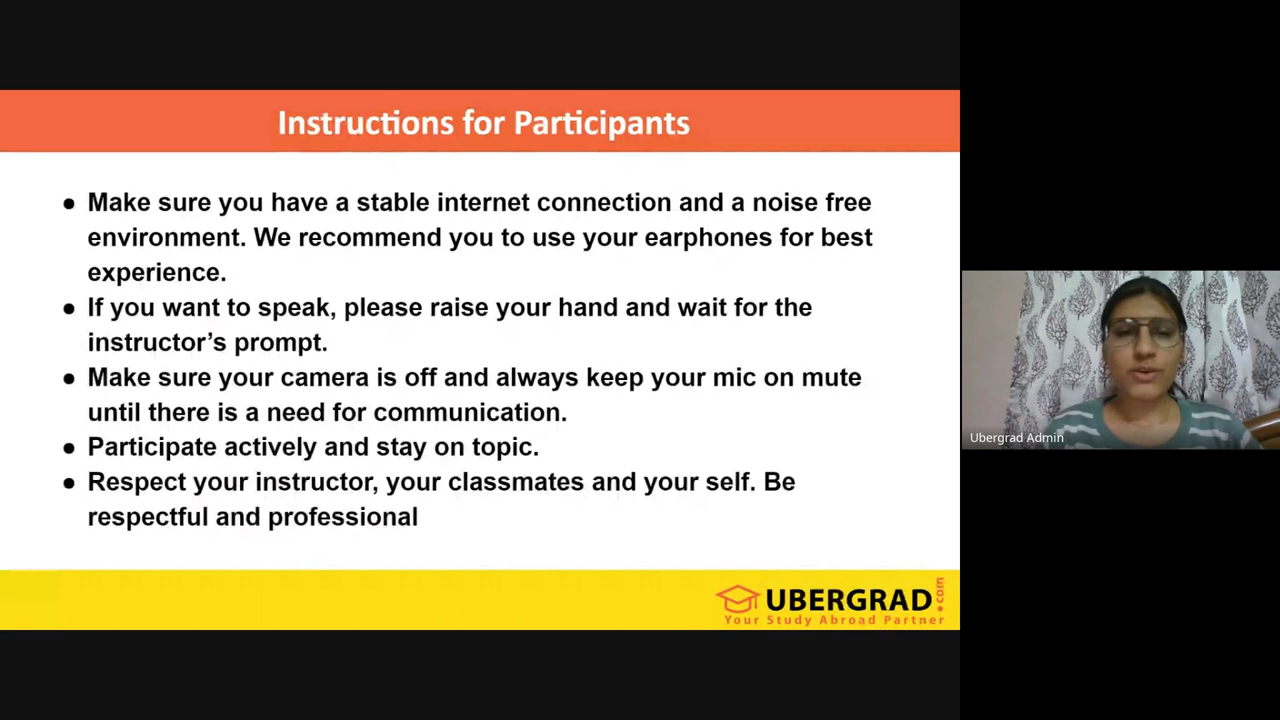 Instructions for Participants
● Make sure you have a stable internet connection and a noise free
environment. We recommend you to use your earphones for best
experience.
● If you want to speak, please raise your hand and wait for the
instructor’s prompt.
● Make sure your camera is off and always keep your mic on mute
until there is a need for communication.
● Participate actively and stay on topic.
● Respect your instructor, your classmates and your self. Be
respectful and professional
UBERGRAD.com
Your Study Abroad Partner
Ubergrad Admin